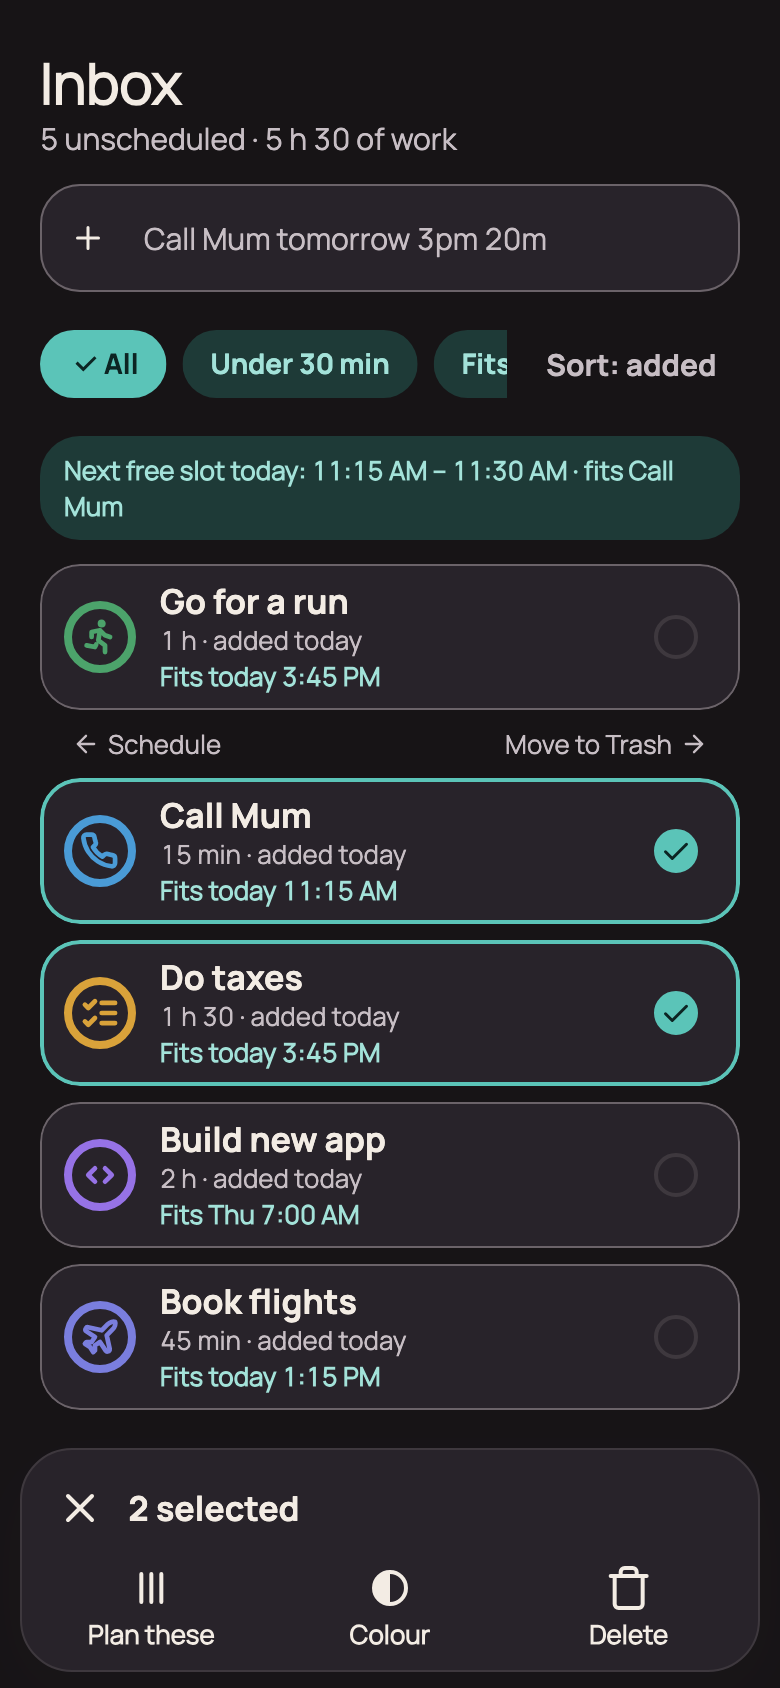 Inbox
5 unscheduled · 5 h 30 of work
Call Mum tomorrow 3pm 20m
All
Under 30 min
Fits
Sort: added
Next free slot today: 11:15 AM – 11:30 AM · fits Call
Mum
Go for a run
1 h · added today
Fits today 3:45 PM
Schedule
Move to Trash
Call Mum
15 min · added today
Fits today 11:15 AM
Do taxes
1 h 30 · added today
Fits today 3:45 PM
Build new app
2 h · added today
Fits Thu 7:00 AM
Book flights
45 min · added today
Fits today 1:15 PM
2 selected
Plan these
Colour
Delete